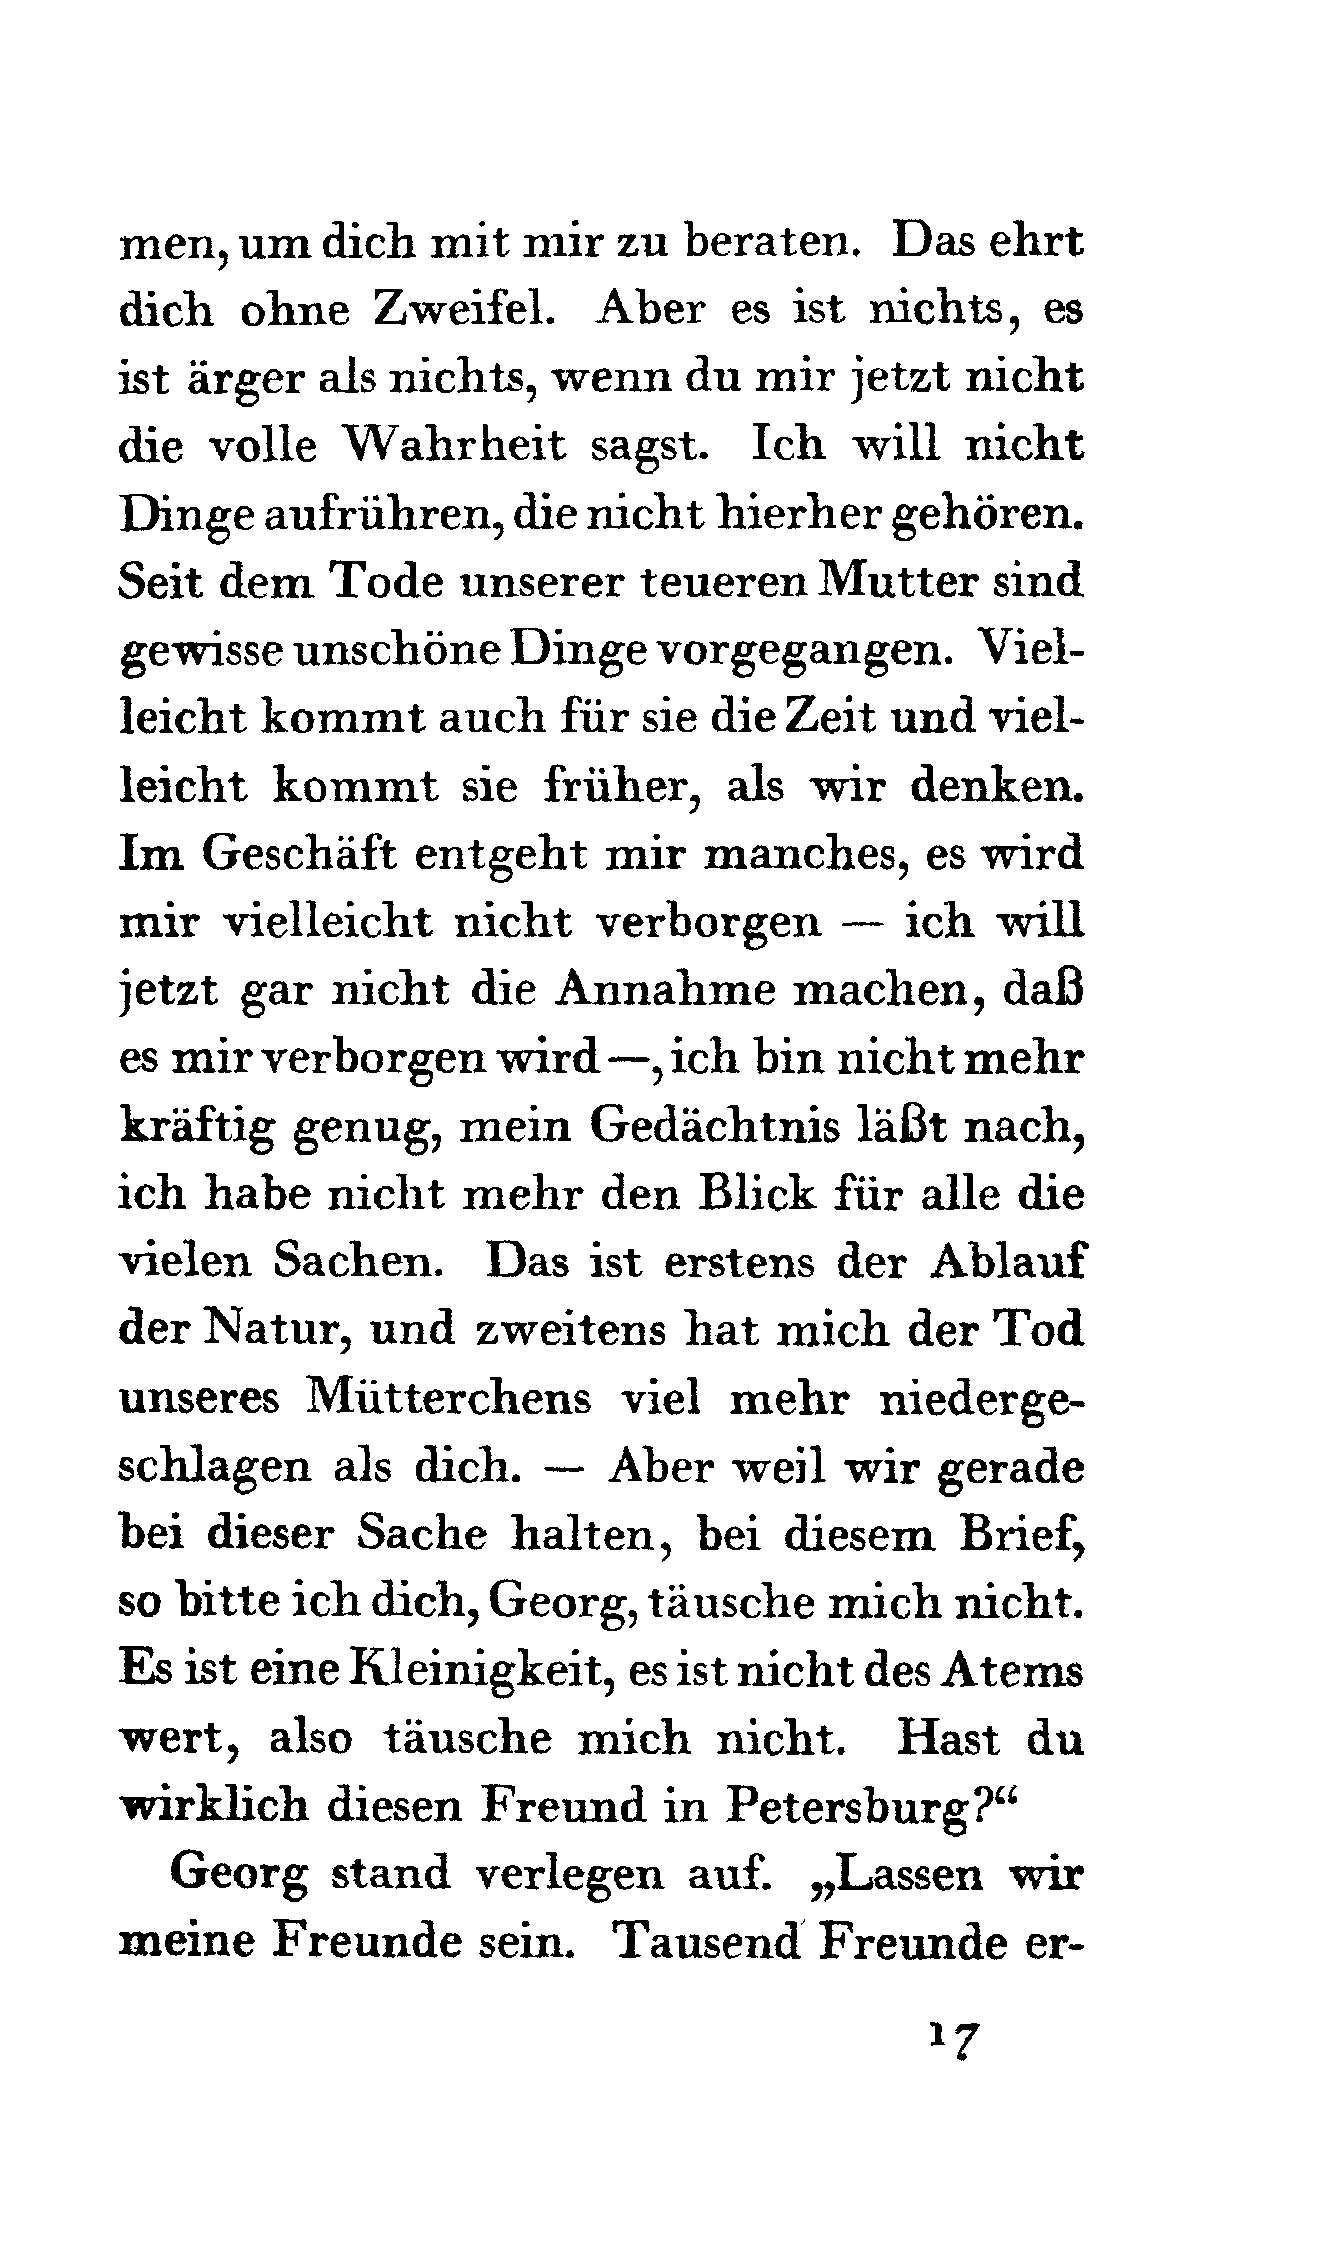 men, um dich mit mir zu beraten. Das ehrt
dich ohne Zweifel. Aber es ist nichts, es
ist ärger als nichts, wenn du mir jetzt nicht
die volle Wahrheit sagst. Ich will nicht
Dinge aufrühren, die nicht hierher gehören.
Seit dem Tode unserer teueren Mutter sind
gewisse unschöne Dinge vorgegangen. Viel-
leicht kommt auch für sie die Zeit und viel-
leicht kommt sie früher, als wir denken.
Im Geschäft entgeht mir manches, es wird
mir vielleicht nicht verborgen — ich will
jetzt gar nicht die Annahme machen, daß
es mir verborgen wird —, ich bin nicht mehr
kräftig genug, mein Gedächtnis läßt nach,
ich habe nicht mehr den Blick für alle die
vielen Sachen. Das ist erstens der Ablauf
der Natur, und zweitens hat mich der Tod
unseres Mütterchens viel mehr niederge-
schlagen als dich. — Aber weil wir gerade
bei dieser Sache halten, bei diesem Brief,
so bitte ich dich, Georg, täusche mich nicht.
Es ist eine Kleinigkeit, es ist nicht des Atems
wert, also täusche mich nicht. Hast du
wirklich diesen Freund in Petersburg?“
Georg stand verlegen auf. „Lassen wir
meine Freunde sein. Tausend Freunde er-
17